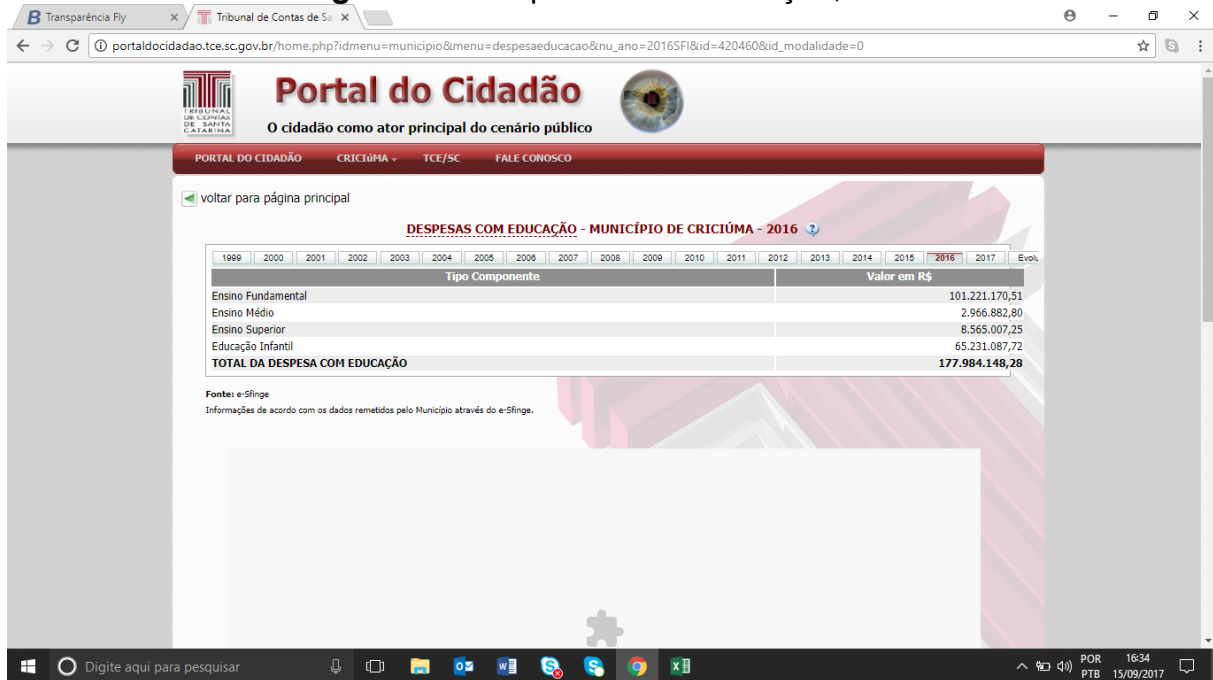 Transparência Fly
Tribunal de Contas de Sa
portaldocidadao.tce.sc.gov.br/home.php?idmenu=municipio&menu=despesaeducacao&nu_ano=2016SFI&id=420460&id_modalidade=0
TRIBUNAL
DE CONTAS
DE SANTA
CATARINA
Portal do Cidadão
O cidadão como ator principal do cenário público
PORTAL DO CIDADÃO CRICIúMA TCE/SC FALE CONOSCO
voltar para página principal
DESPESAS COM EDUCAÇÃO - MUNICÍPIO DE CRICIÚMA - 2016
1999 2000 2001 2002 2003 2004 2005 2006 2007 2008 2009 2010 2011 2012 2013 2014 2015 2016 2017 Evolu
Tipo Componente Valor em R$
Ensino Fundamental 101.221.170,51
Ensino Médio 2.966.882,80
Ensino Superior 8.565.007,25
Educação Infantil 65.231.087,72
TOTAL DA DESPESA COM EDUCAÇÃO 177.984.148,28
Fonte: e-Sfinge
Informações de acordo com os dados remetidos pelo Município através do e-Sfinge.
Digite aqui para pesquisar
POR
PTB
16:34
15/09/2017